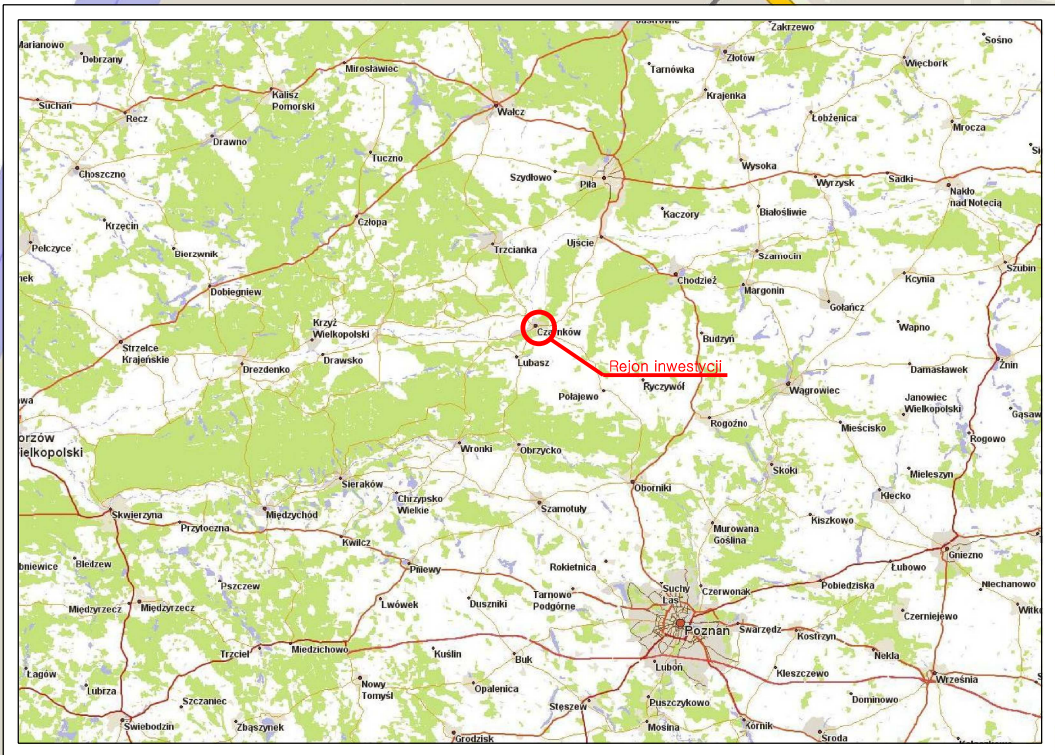 Zakrzewo
Sośno
Marianowo
Dobrzany
Mirosławiec
Tarnówka
Złotów
Więcbork
Suchań
Recz
Kalisz
Pomorski
Wałcz
Krajenka
Łobżenica
Mrocza
Drawno
Tuczno
Szydłowo
Piła
Wysoka
Wyrzysk
Sadki
Nakło
nad Notecią
Choszczno
Krzęcin
Człopa
Kaczory
Białośliwie
Pełczyce
Bierzwnik
Trzcianka
Ujście
Szamocin
Szubin
Dobiegniew
Chodzież
Margonin
Kcynia
Gołańcz
Krzyż
Wielkopolski
Czarnków
Budzyń
Wapno
Strzelce
Krajeńskie
Drezdenko
Drawsko
Lubasz
Rejon inwestycji
Damasławek
Żnin
Połajewo
Ryczywół
Wągrowiec
Janowiec
Wielkopolski
Gąsaw
Rogoźno
Mieścisko
Rogowo
Wronki
Obrzycko
Skoki
Mieleszyn
Sieraków
Chrzypsko
Wielkie
Oborniki
Kłecko
Skwierzyna
Przytoczna
Międzychód
Szamotuły
Murowana
Goślina
Kiszkowo
Kwilcz
Gniezno
Bledzew
Pszczew
Pniewy
Rokietnica
Łubowo
Pobiedziska
Niechanowo
Międzyrzecz
Międzyrzecz
Lwówek
Duszniki
Tarnowo
Podgórne
Suchy
Las
Czerwonak
Czerniejewo
Poznań
Swarzędz
Kostrzyn
Trzciel
Miedzichowo
Kuślin
Buk
Luboń
Kleszczewo
Nekla
Września
Łagów
Lubrza
Szczaniec
Nowy
Tomyśl
Opalenica
Stęszew
Puszczykowo
Dominowo
Świebodzin
Zbąszynek
Grodzisk
Mosina
Kórnik
Środa